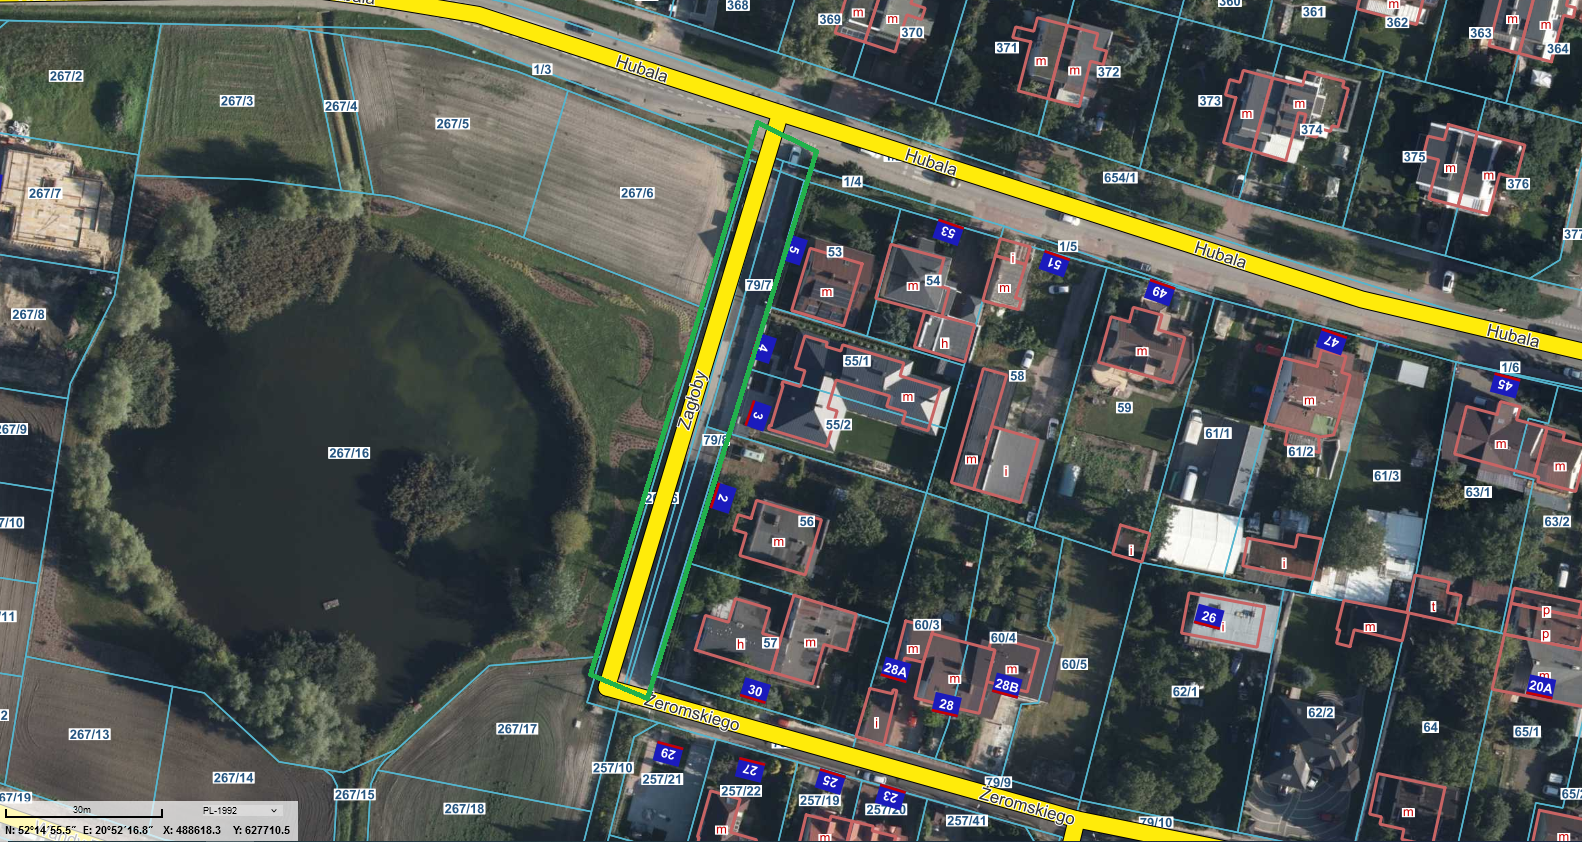 368
369
m
m
370
360
361
m
362
363
m
m
364
267/2
267/3
267/4
267/5
1/3
Hubala
371
m
m
372
373
m
m
374
375
m
m
376
377
267/7
267/6
1/4
Hubala
654/1
53
1/5
Hubala
5
53
m
m
54
i
m
51
49
79/7
267/8
h
4
55/1
m
m
47
Hubala
1/6
45
58
59
m
Zagłoby
3
55/2
79/8
m
i
61/1
61/2
61/3
m
m
63/1
63/2
267/16
2
56
m
i
i
7/10
/11
h
57
m
60/3
m
60/4
m
m
60/5
28A
28B
28
30
i
26
i
m
t
p
p
m
20A
62/1
62/2
64
65/1
267/13
267/14
267/15
267/17
267/18
Żeromskiego
257/10
29
257/21
27
257/22
25
257/19
23
257/20
257/41
79/9
Żeromskiego
79/10
m
m
m
m
30m
PL-1992
N: 52°14´55.5˝ E: 20°52´16.8˝ X: 488618.3 Y: 627710.5